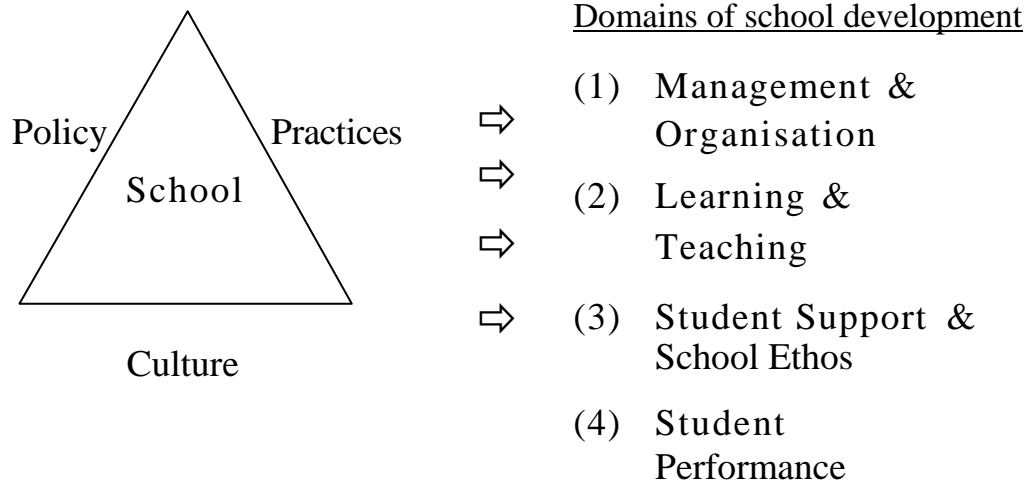 Policy
Practices
School
Culture
Domains of school development
(1) Management &
Organisation
(2) Learning &
Teaching
(3) Student Support &
School Ethos
(4) Student
Performance